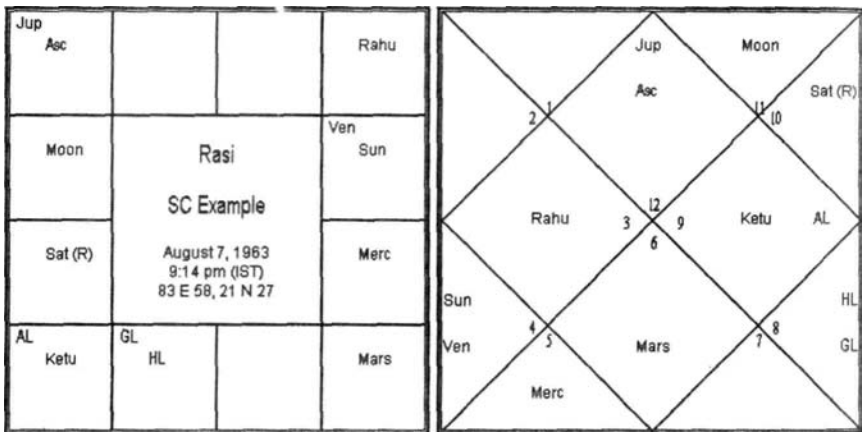 Jup
Asc
Rahu
Moon
Rasi
SC Example
August 7, 1963
9:14 pm (IST)
83 E 58, 21 N 27
Ven
Sun
Sat (R)
Merc
AL
Ketu
GL
HL
Mars
Jup
Moon
Asc
Sat (R)
2 1
11 10
12
Rahu 3 9 Ketu AL
6
Sun
HL
4 5
8 7
Ven
Mars
GL
Merc